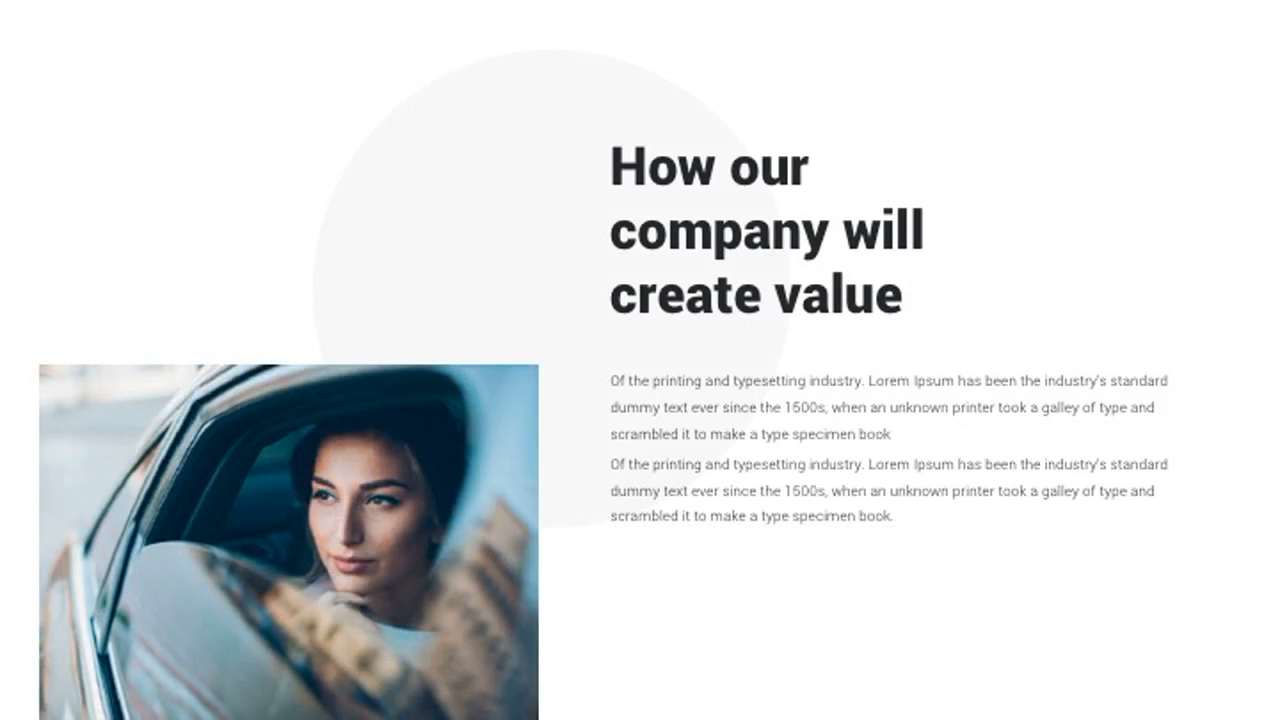 How our
company will
create value
Of the printing and typesetting industry. Lorem Ipsum has been the industry's standard
dummy text ever since the 1500s, when an unknown printer took a galley of type and
scrambled it to make a type specimen book
Of the printing and typesetting industry. Lorem Ipsum has been the industry's standard
dummy text ever since the 1500s, when an unknown printer took a galley of type and
scrambled it to make a type specimen book.